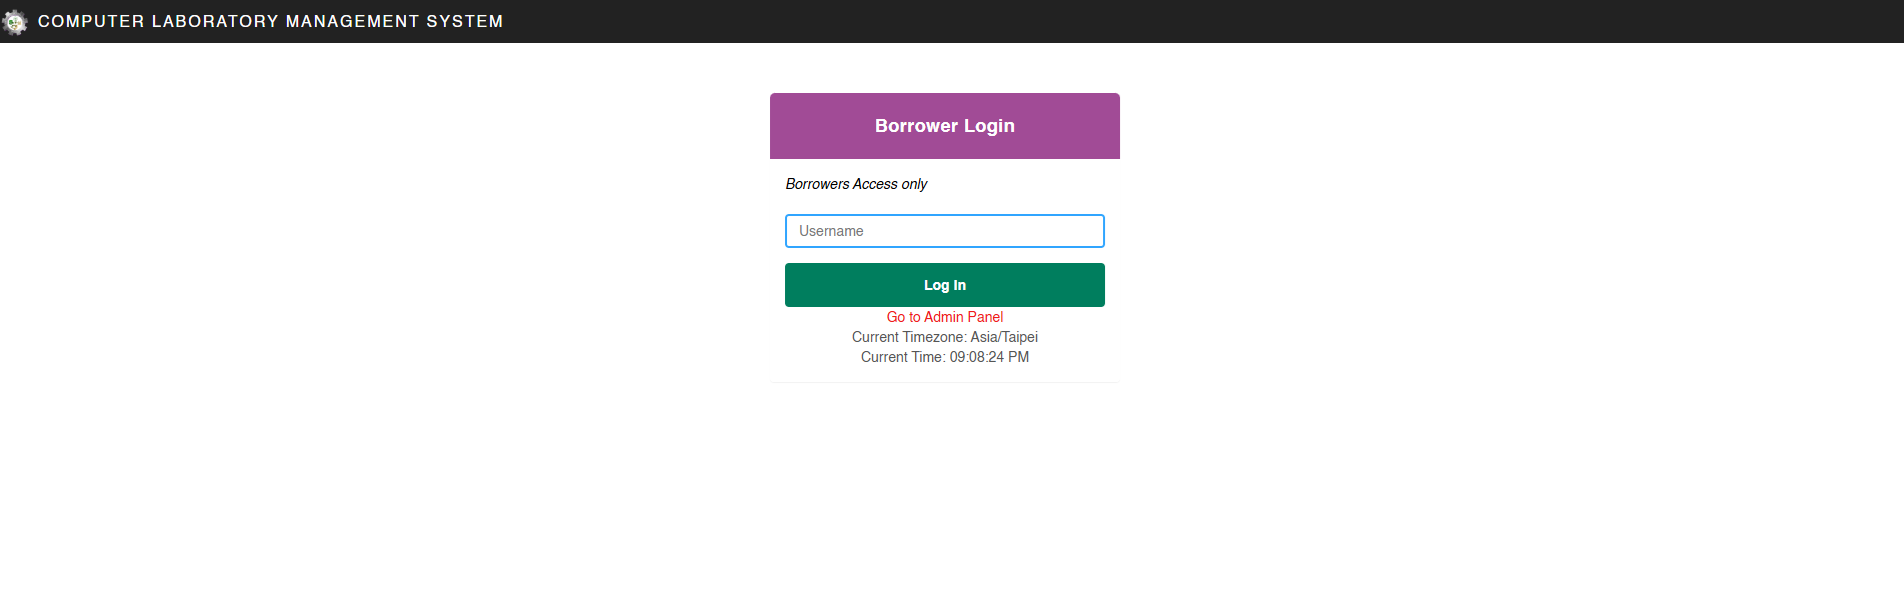 COMPUTER LABORATORY MANAGEMENT SYSTEM
Borrower Login
Borrowers Access only
Username
Log In
Go to Admin Panel
Current Timezone: Asia/Taipei
Current Time: 09:08:24 PM